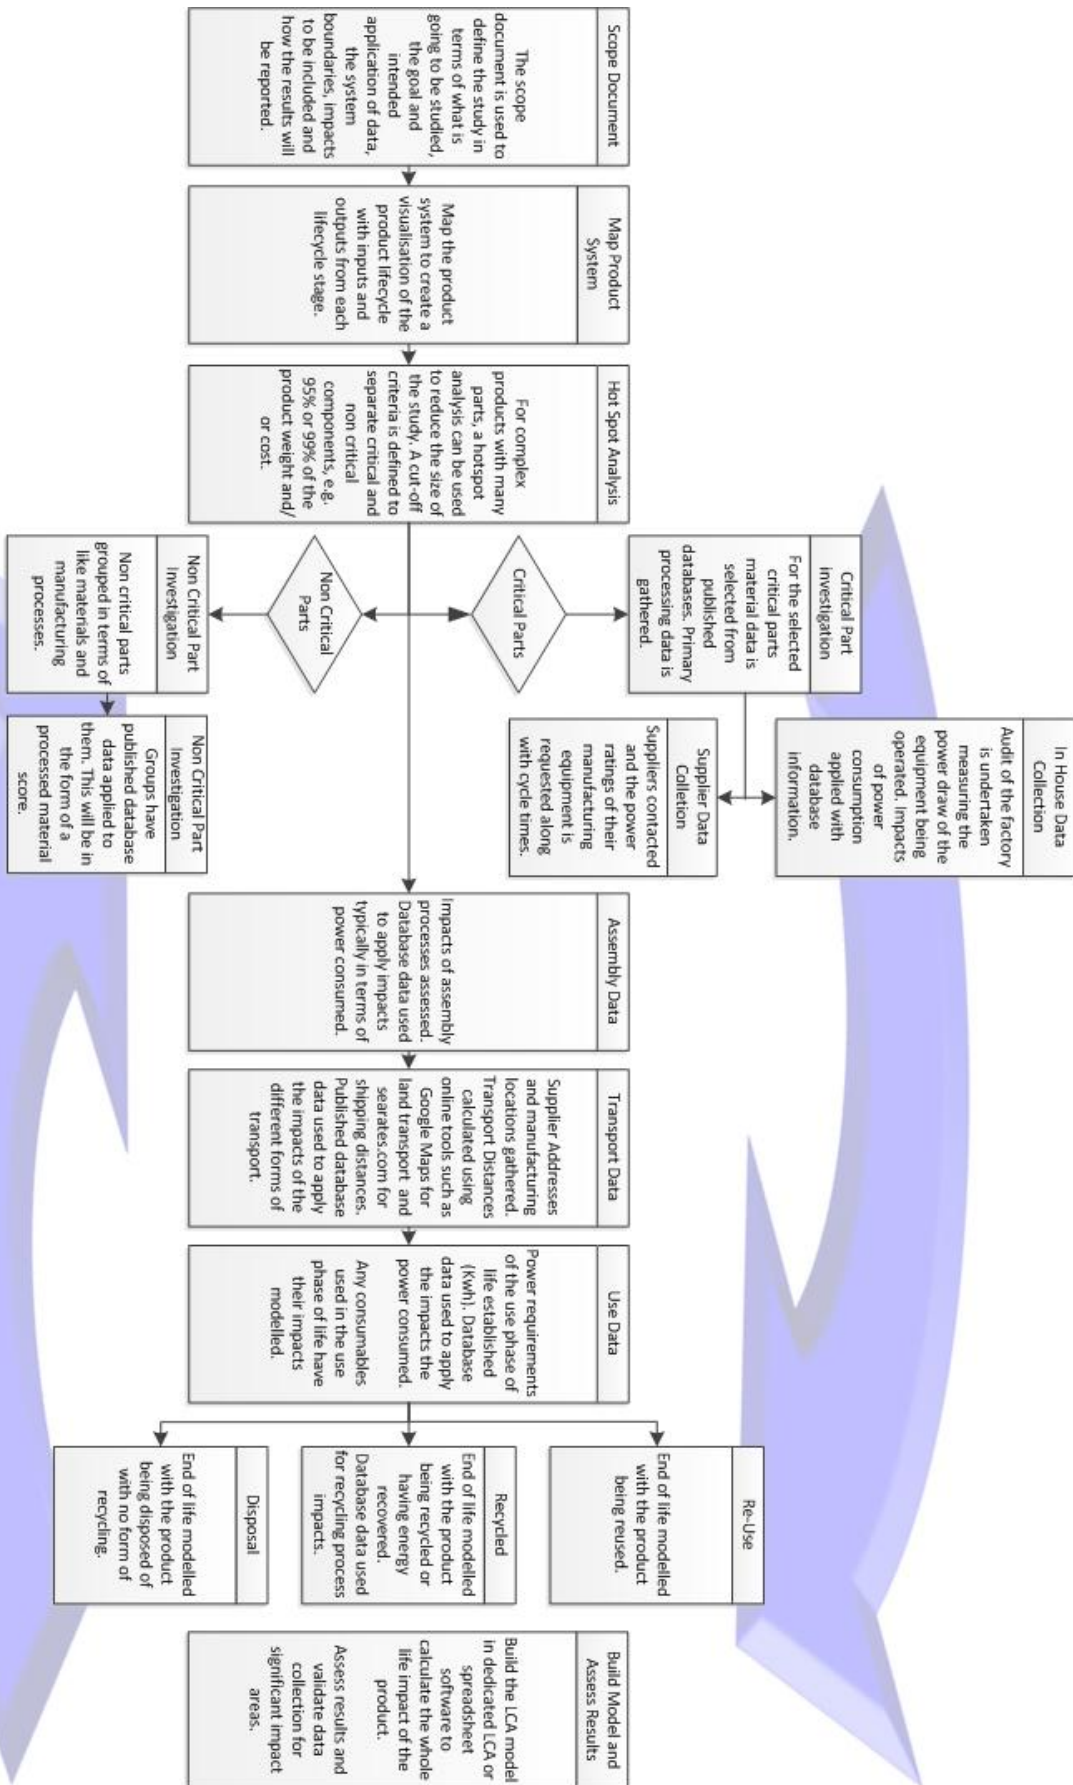 Scope Document
The scope
document is used to
define the study in
terms of what is
going to be studied,
the goal and
intended
application of data,
the system
boundaries, impacts
to be included and
how the results will
be reported.
Map Product
System
Map the product
system to create a
visualisation of the
product lifecycle
with inputs and
outputs from each
lifecycle stage.
Hot Spot Analysis
For complex
products with many
parts, a hotspot
analysis can be used
to reduce the size of
the study. A cut-off
criteria is defined to
separate critical and
non critical
components, e.g.
95% or 99% of the
product weight and/
or cost.
Critical Parts
Non Critical
Parts
Critical Part
investigation
For the selected
critical parts
material data is
selected from
published
databases. Primary
processing data is
gathered.
Non Critical Part
Investigation
Non critical parts
grouped in terms of
like materials and
manufacturing
processes.
In House Data
Collection
Audit of the factory
is undertaken
measuring the
power draw of the
equipment being
operated. Impacts
of power
consumption
applied with
database
information.
Supplier Data
Colletion
Suppliers contacted
and the power
ratings of their
manufacturing
equipment is
requested along
with cycle times.
Non Critical Part
Investigation
Groups have
published database
data applied to
them. This will be in
the form of a
processed material
score.
Assembly Data
Impacts of assembly
processes assessed.
Database data used
to apply impacts
typically in terms of
power consumed.
Transport Data
Supplier Addresses
and manufacturing
locations gathered.
Transport Distances
calculated using
online tools such as
Google Maps for
land transport and
searates.com for
shipping distances.
Published database
data used to apply
the impacts of the
different forms of
transport.
Use Data
Power requirements
of the use phase of
life established
(Kwh). Database
data used to apply
the impacts the
power consumed.
Any consumables
used in the use
phase of life have
their impacts
modelled.
Re-Use
End of life modelled
with the product
being reused.
Recycled
End of life modelled
with the product
being recycled or
having energy
recovered.
Database data used
for recycling process
impacts.
Disposal
End of life modelled
with the product
being disposed of
with no form of
recycling.
Build Model and
Assess Results
Build the LCA model
in dedicated LCA or
spreadsheet
software to
calculate the whole
life impact of the
product.
Assess results and
validate data
collection for
significant impact
areas.